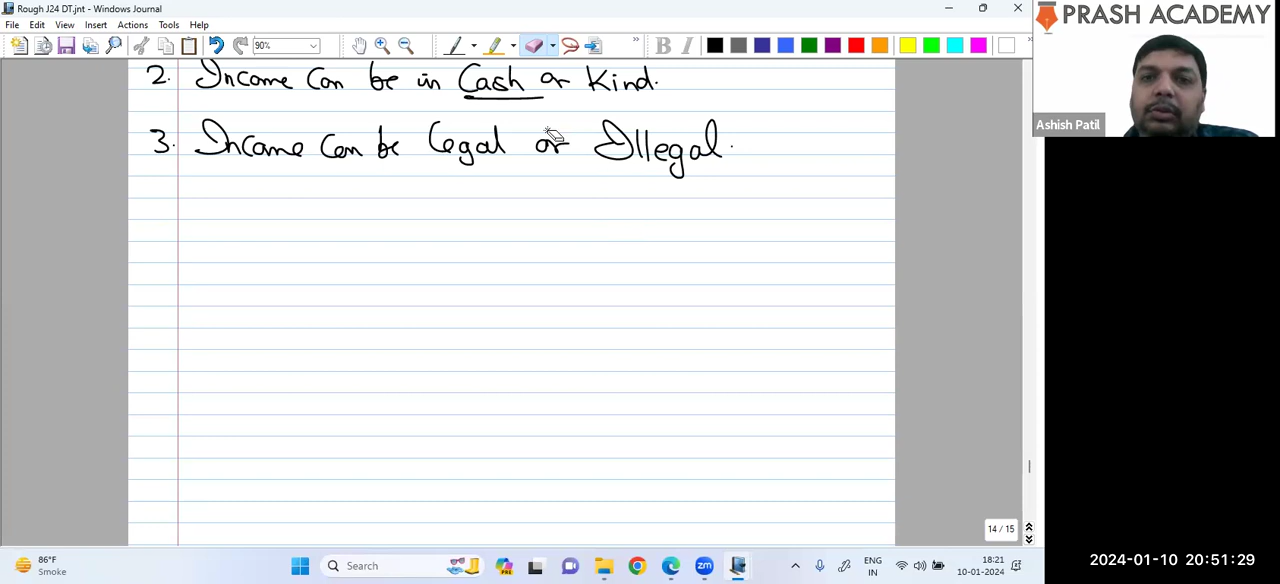 Rough J24 DT.jnt - Windows Journal
File Edit View Insert Actions Tools Help
90%
B I
PRASH ACADEMY
Ashish Patil
2. Income Can be in Cash or Kind.
3. Income Can be Legal or Illegal.
14 / 15
86°F
Smoke
Search
PRE
zm
ENG
IN
18:21
10-01-2024
2024-01-10 20:51:29